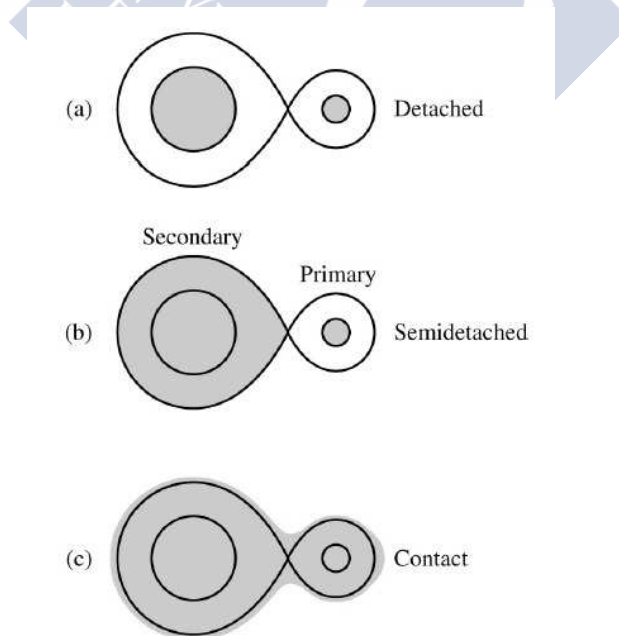 (a) Detached
Secondary
Primary
(b) Semidetached
(c) Contact